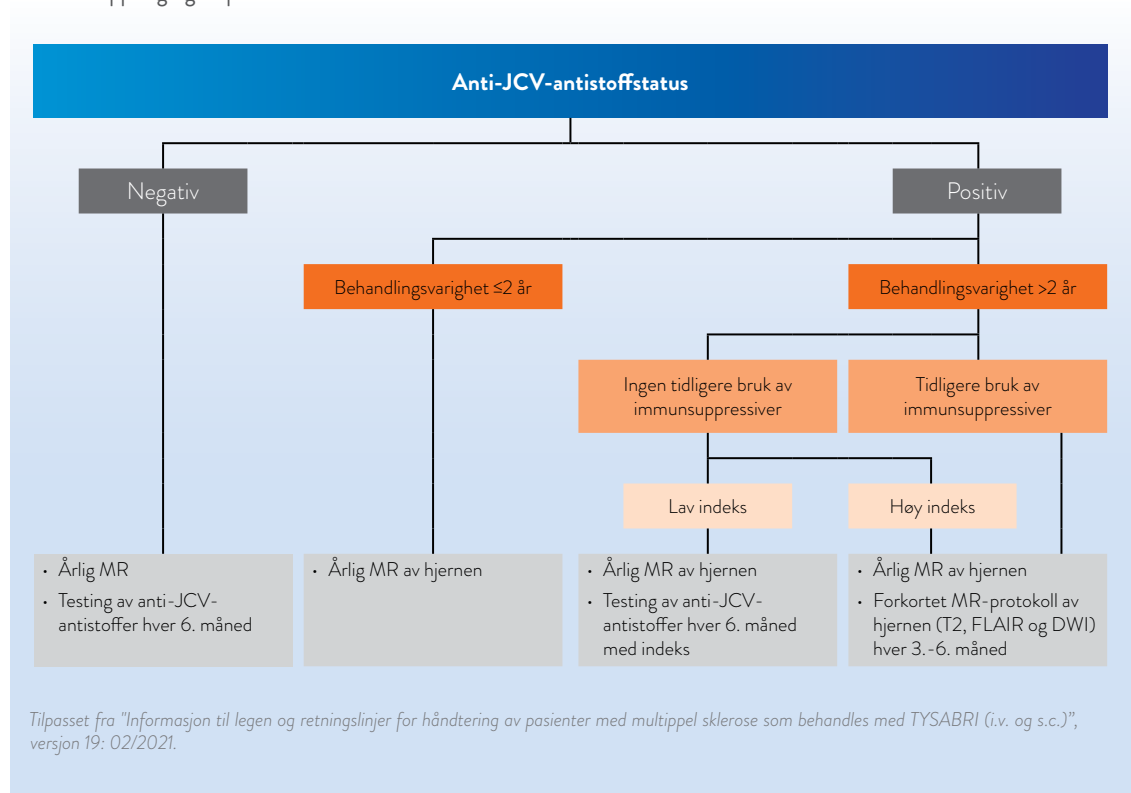 Anti-JCV-antistoffstatus
Negativ
Positiv
Behandlingsvarighet ≤2 år
Behandlingsvarighet >2 år
Ingen tidligere bruk av
immunsuppressiver
Tidligere bruk av
immunsuppressiver
Lav indeks
Høy indeks
• Årlig MR
• Testing av anti-JCV-
antistoffer hver 6. måned
• Årlig MR av hjernen
• Årlig MR av hjernen
• Testing av anti-JCV-
antistoffer hver 6. måned
med indeks
• Årlig MR av hjernen
• Forkortet MR-protokoll av
hjernen (T2, FLAIR og DWI)
hver 3.-6. måned
Tilpasset fra "Informasjon til legen og retningslinjer for håndtering av pasienter med multippel sklerose som behandles med TYSABRI (i.v. og s.c.)”,
versjon 19: 02/2021.